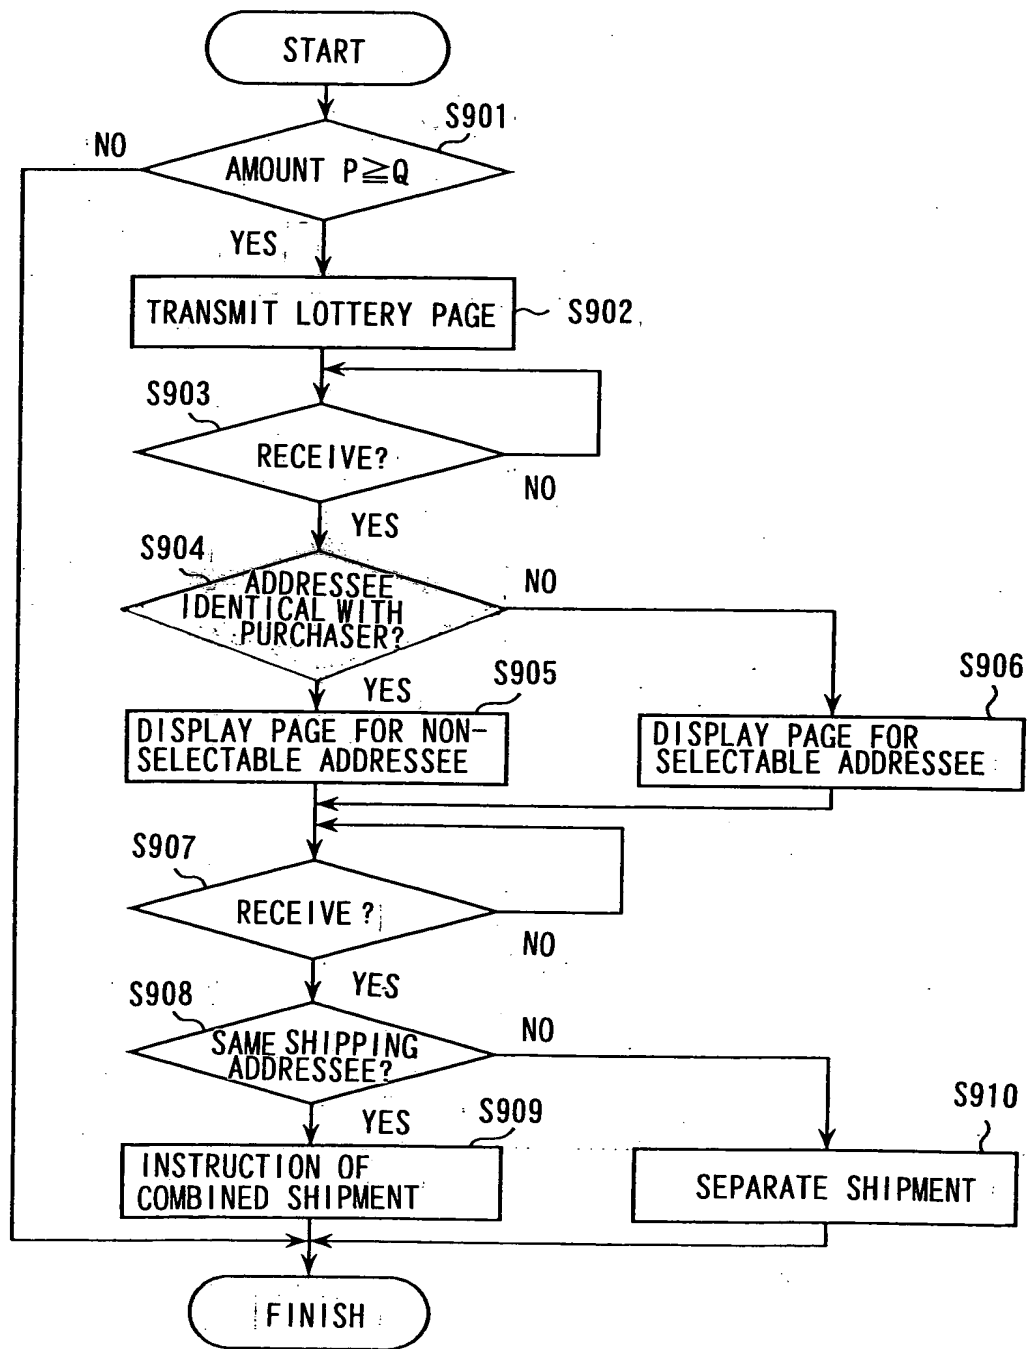 START
S901
NO
AMOUNT P≧Q
YES
TRANSMIT LOTTERY PAGE
S902
S903
RECEIVE?
NO
YES
S904
ADDRESSEE
IDENTICAL WITH
PURCHASER?
NO
YES
S905
S906
DISPLAY PAGE FOR NON-
SELECTABLE ADDRESSEE
DISPLAY PAGE FOR
SELECTABLE ADDRESSEE
S907
RECEIVE?
NO
YES
S908
SAME SHIPPING
ADDRESSEE?
NO
YES
S909
S910
INSTRUCTION OF
COMBINED SHIPMENT
SEPARATE SHIPMENT
FINISH